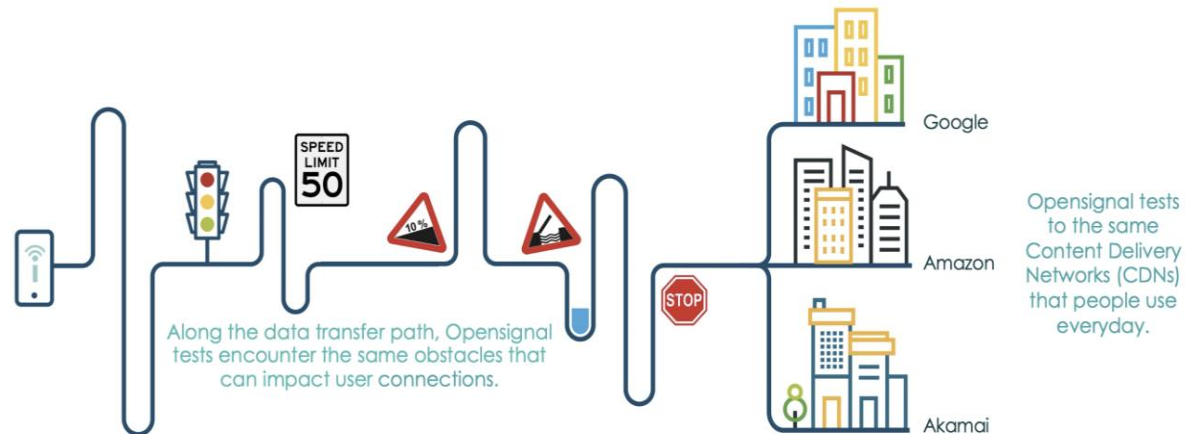 SPEED
LIMIT
50
10%
STOP
Google
Amazon
Akamai
Along the data transfer path, Opensignal
tests encounter the same obstacles that
can impact user connections.
Opensignal tests
to the same
Content Delivery
Networks (CDNs)
that people use
everyday.